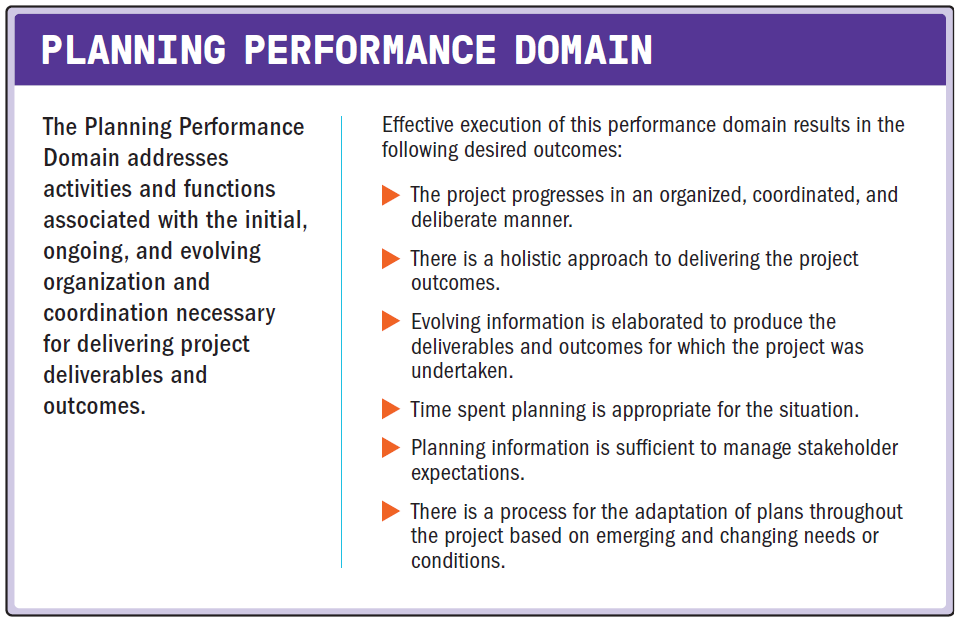 PLANNING PERFORMANCE DOMAIN
The Planning Performance
Domain addresses
activities and functions
associated with the initial,
ongoing, and evolving
organization and
coordination necessary
for delivering project
deliverables and
outcomes.
Effective execution of this performance domain results in the
following desired outcomes:
The project progresses in an organized, coordinated, and
deliberate manner.
There is a holistic approach to delivering the project
outcomes.
Evolving information is elaborated to produce the
deliverables and outcomes for which the project was
undertaken.
Time spent planning is appropriate for the situation.
Planning information is sufficient to manage stakeholder
expectations.
There is a process for the adaptation of plans throughout
the project based on emerging and changing needs or
conditions.